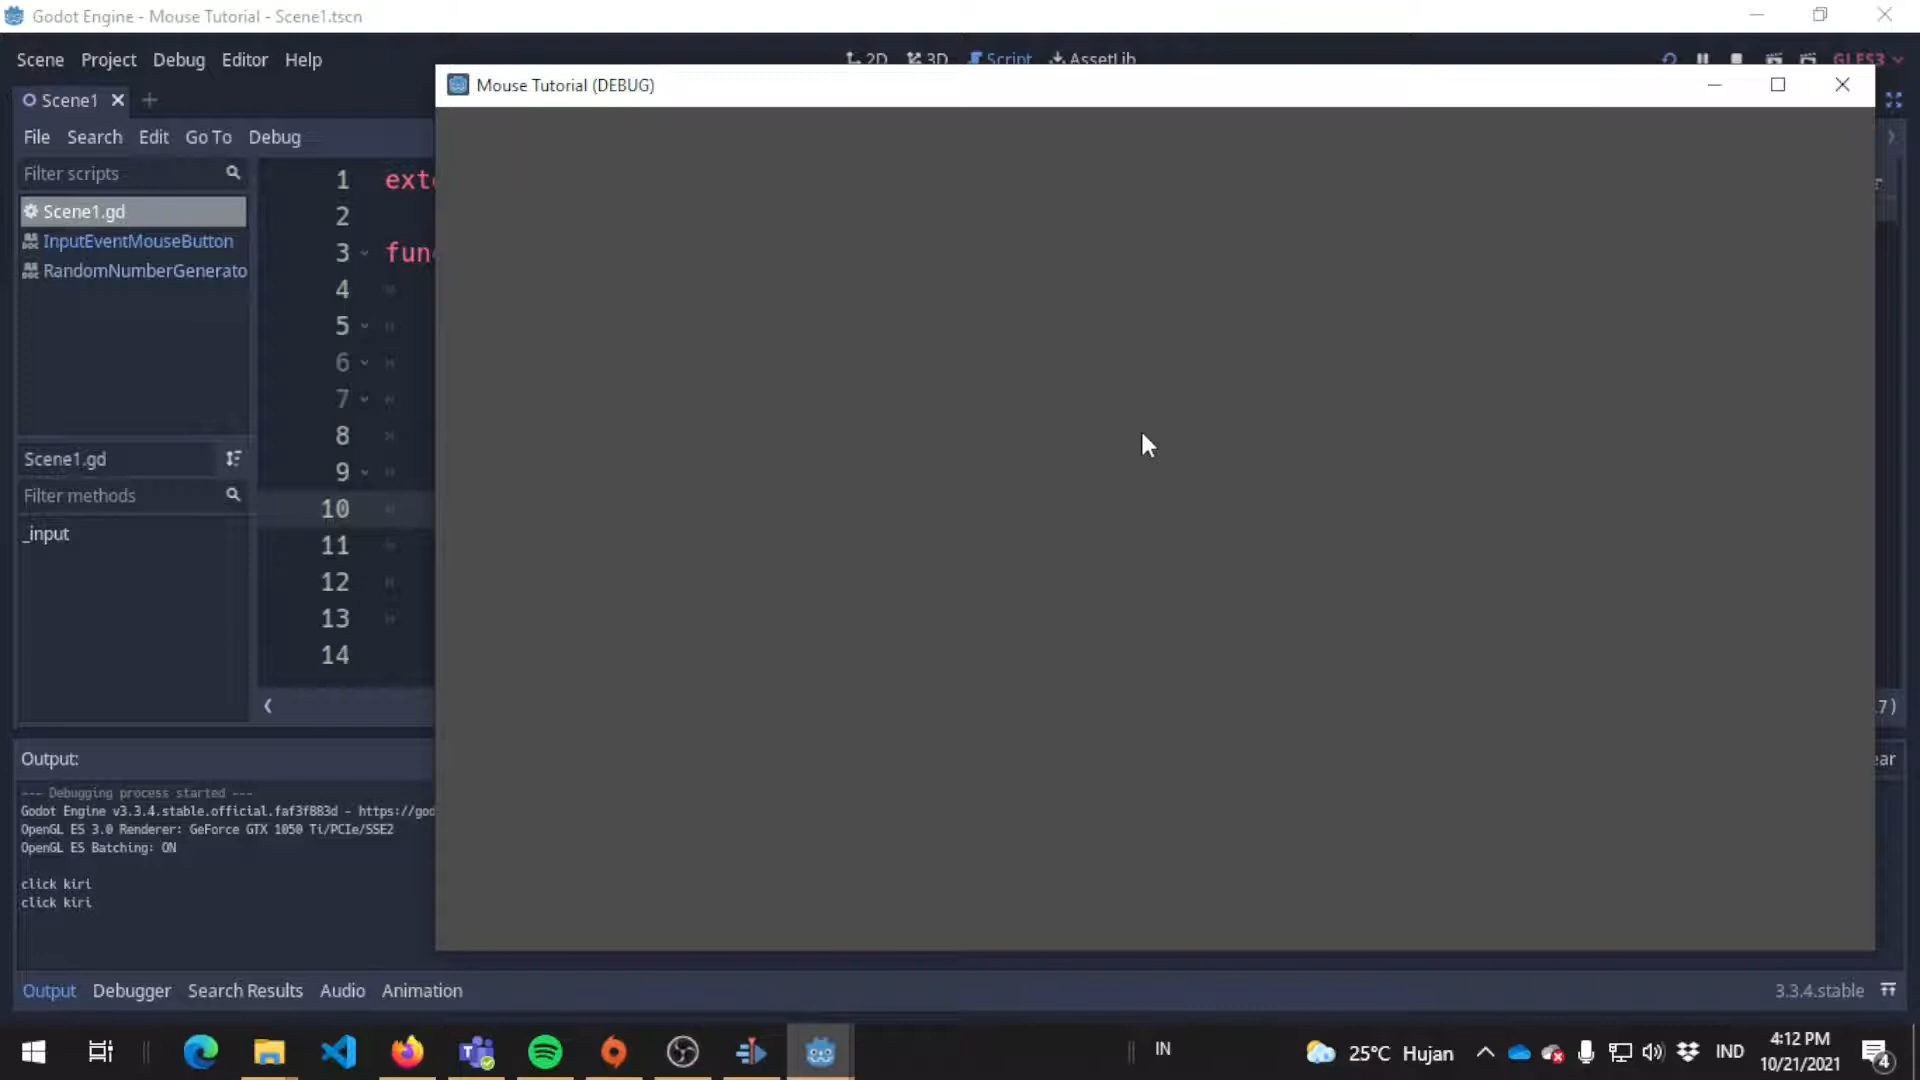 Godot Engine - Mouse Tutorial - Scene1.tscn
Scene Project Debug Editor Help
2D 3D Script AssetLib
GLES3
Mouse Tutorial (DEBUG)
Scene1
File Search Edit Go To Debug
Filter scripts
Scene1.gd
InputEventMouseButton
RandomNumberGenerato
Scene1.gd
Filter methods
_input
1 exte
2
3 fun
4
5
6
7
8
9
10
11
12
13
14
7)
Output:
ear
--- Debugging process started ---
Godot Engine v3.3.4.stable.official.faf3f883d - https://god
OpenGL ES 3.0 Renderer: GeForce GTX 1050 Ti/PCIe/SSE2
OpenGL ES Batching: ON
click kiri
click kiri
Output Debugger Search Results Audio Animation
3.3.4.stable
IN
25°C Hujan
IND
4:12 PM
10/21/2021
4